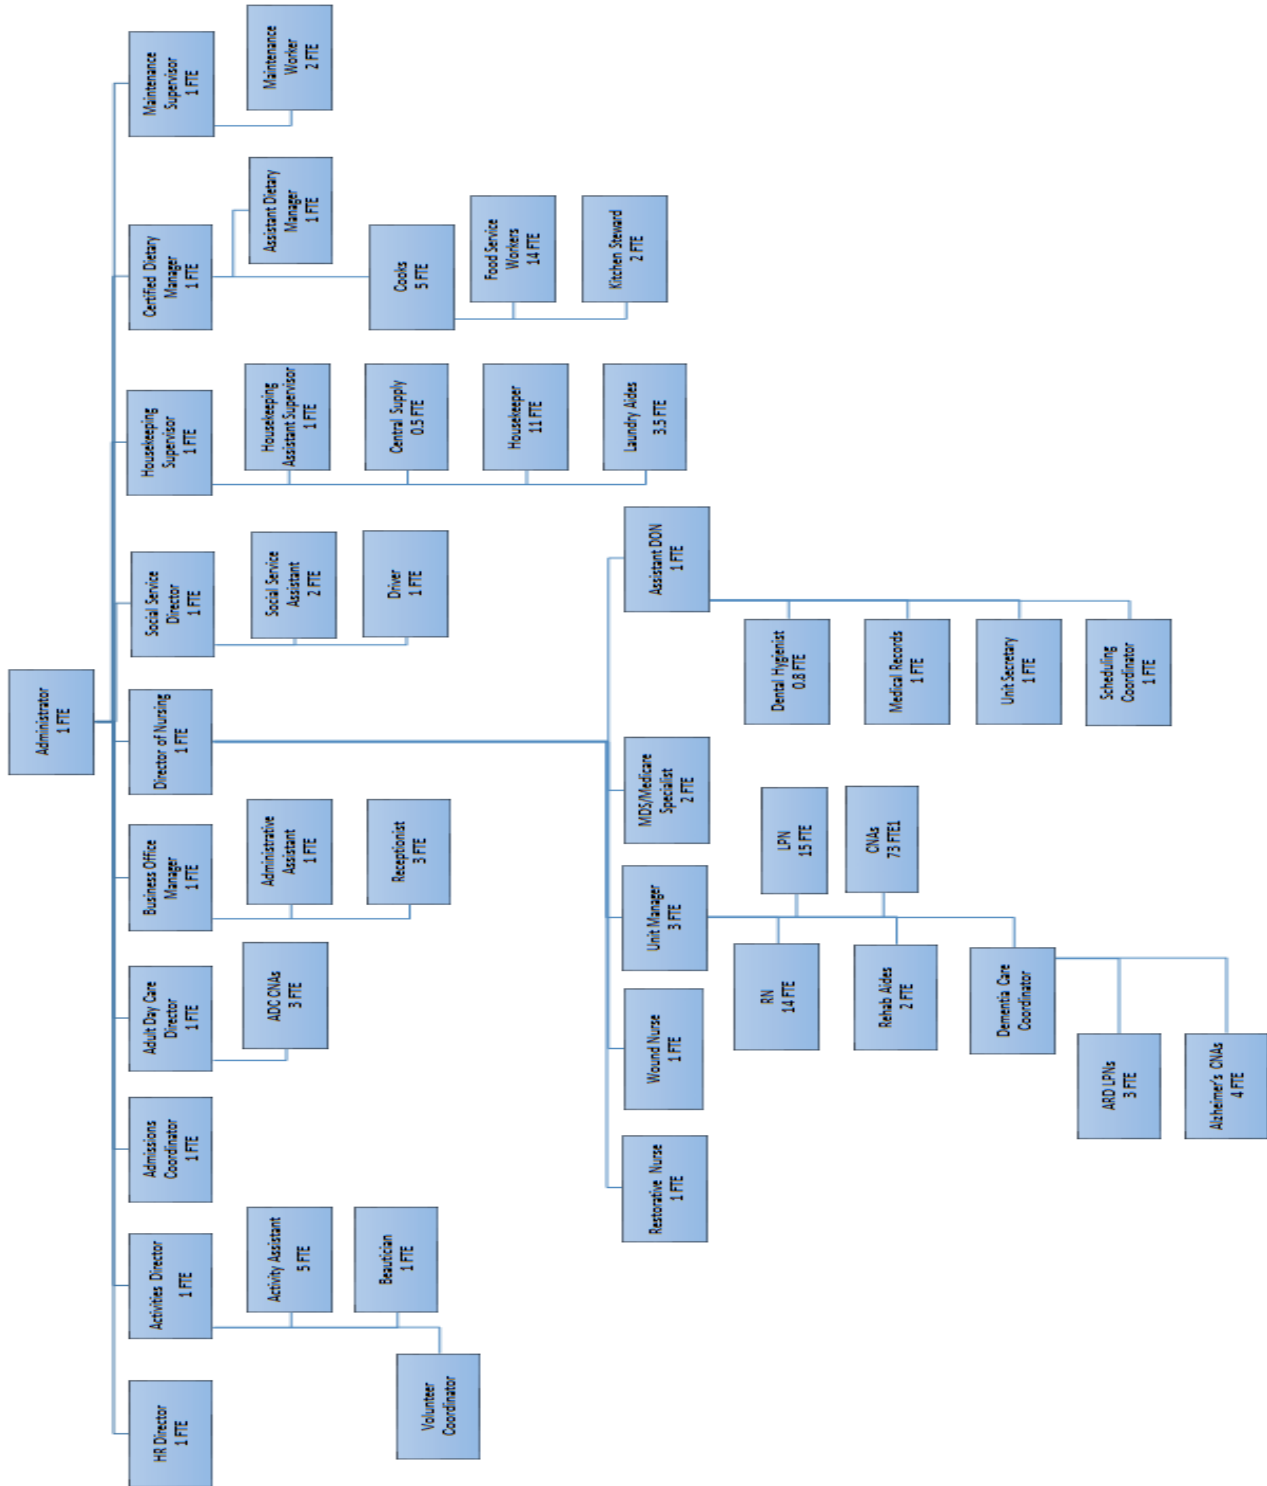 Administrator
1 FTE
HR Director
1 FTE
Activities Director
1 FTE
Admissions
Coordinator
1 FTE
Adult Day Care
Director
1 FTE
Business Office
Manager
1 FTE
Director of Nursing
1 FTE
Social Service
Director
1 FTE
Housekeeping
Supervisor
1 FTE
Certified Dietary
Manager
1 FTE
Maintenance
Supervisor
1 FTE
Activity Assistant
5 FTE
Beautician
1 FTE
Volunteer
Coordinator
ADC CNAs
3 FTE
Administrative
Assistant
1 FTE
Receptionist
3 FTE
Social Service
Assistant
2 FTE
Driver
1 FTE
Housekeeping
Assistant Supervisor
1 FTE
Central Supply
0.5 FTE
Housekeeper
11 FTE
Laundry Aides
3.5 FTE
Assistant Dietary
Manager
1 FTE
Cooks
5 FTE
Food Service
Workers
14 FTE
Kitchen Steward
2 FTE
Maintenance
Worker
2 FTE
Restorative Nurse
1 FTE
Wound Nurse
1 FTE
Unit Manager
3 FTE
MDS/Medicare
Specialist
2 FTE
Assistant DON
1 FTE
RN
14 FTE
LPN
15 FTE
Rehab Aides
2 FTE
CNAs
73 FTE1
Dementia Care
Coordinator
ARD LPNs
3 FTE
Alzheimer's CNAs
4 FTE
Dental Hygienist
0.8 FTE
Medical Records
1 FTE
Unit Secretary
1 FTE
Scheduling
Coordinator
1 FTE